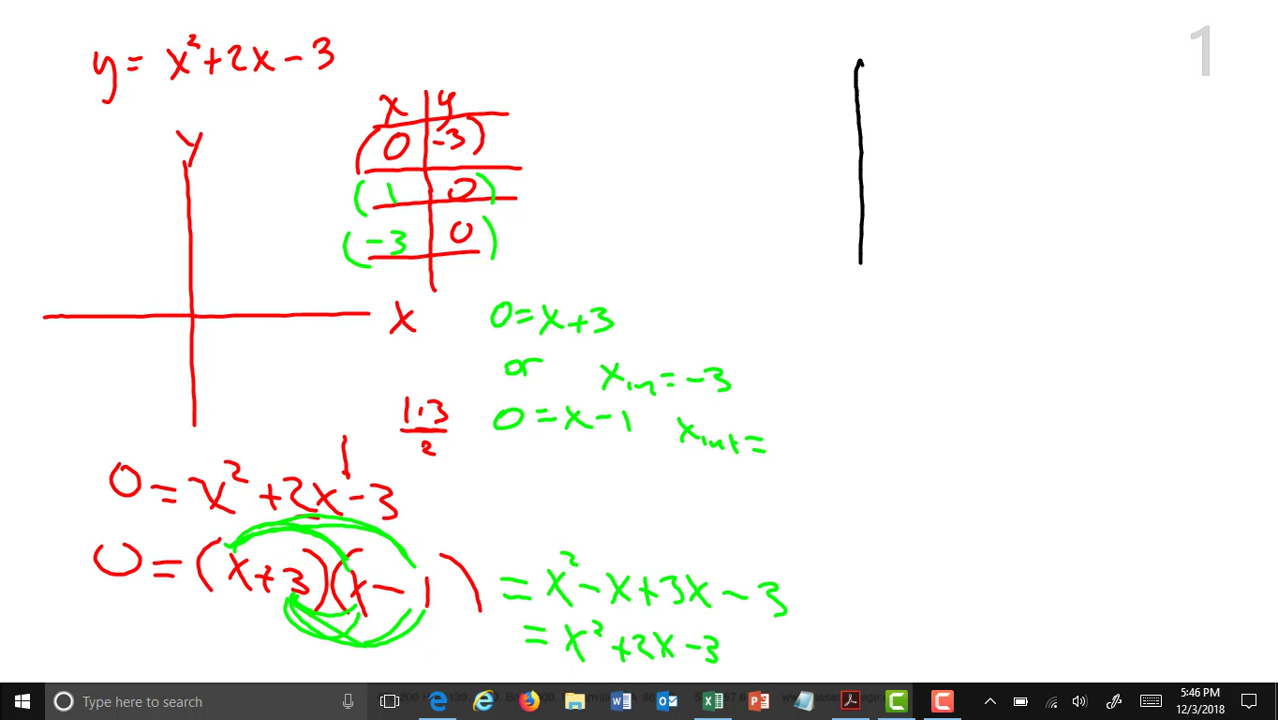 y = x² + 2x - 3
1
Y
x y
(0 -3)
(1 0)
(-3 0)
X
0 = x + 3
or
x in = -3
0 = x - 1
x int =
1·3
2
0 = x² + 2x - 3
0 = (x + 3)(x - 1)
= x² - x + 3x - 3
= x² + 2x - 3
Type here to search
5:46 PM
12/3/2018